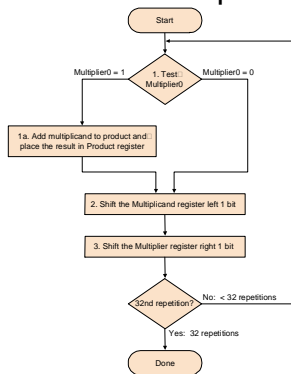 Start
1. Test
Multiplier0
Multiplier0 = 1
Multiplier0 = 0
1a. Add multicand to product and
place the result in Product register
2. Shift the Multiplicand register left 1 bit
3. Shift the Multiplier register right 1 bit
32nd repetition?
No: < 32 repetitions
Yes: 32 repetitions
Done